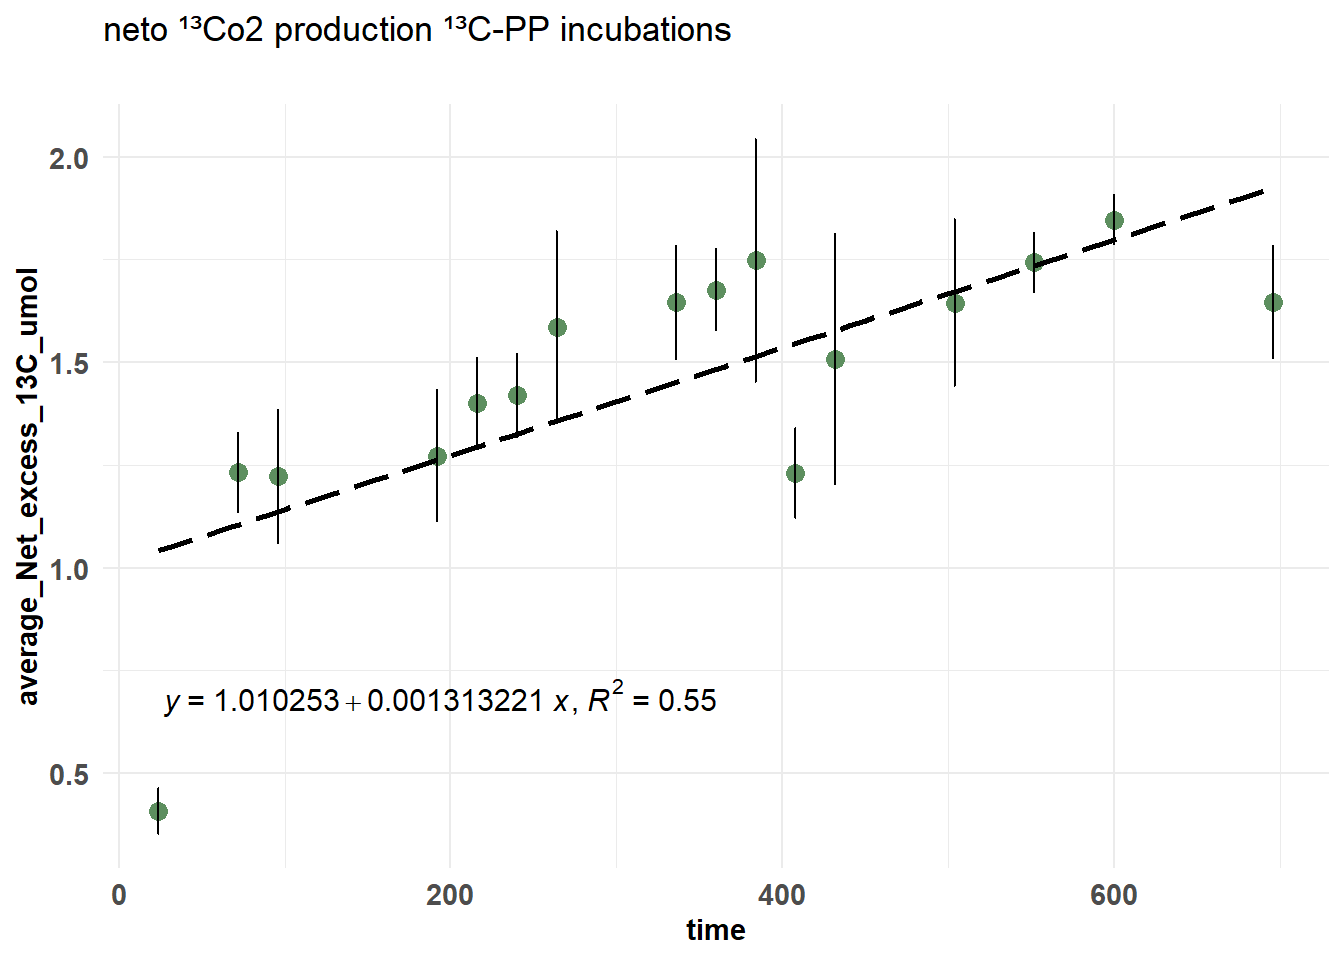 neto ¹³Co2 production ¹³C-PP incubations
average_Net_excess_13C_umol
2.0
1.5
1.0
0.5
y = 1.010253 + 0.001313221 x, R² = 0.55
0 200 400 600
time